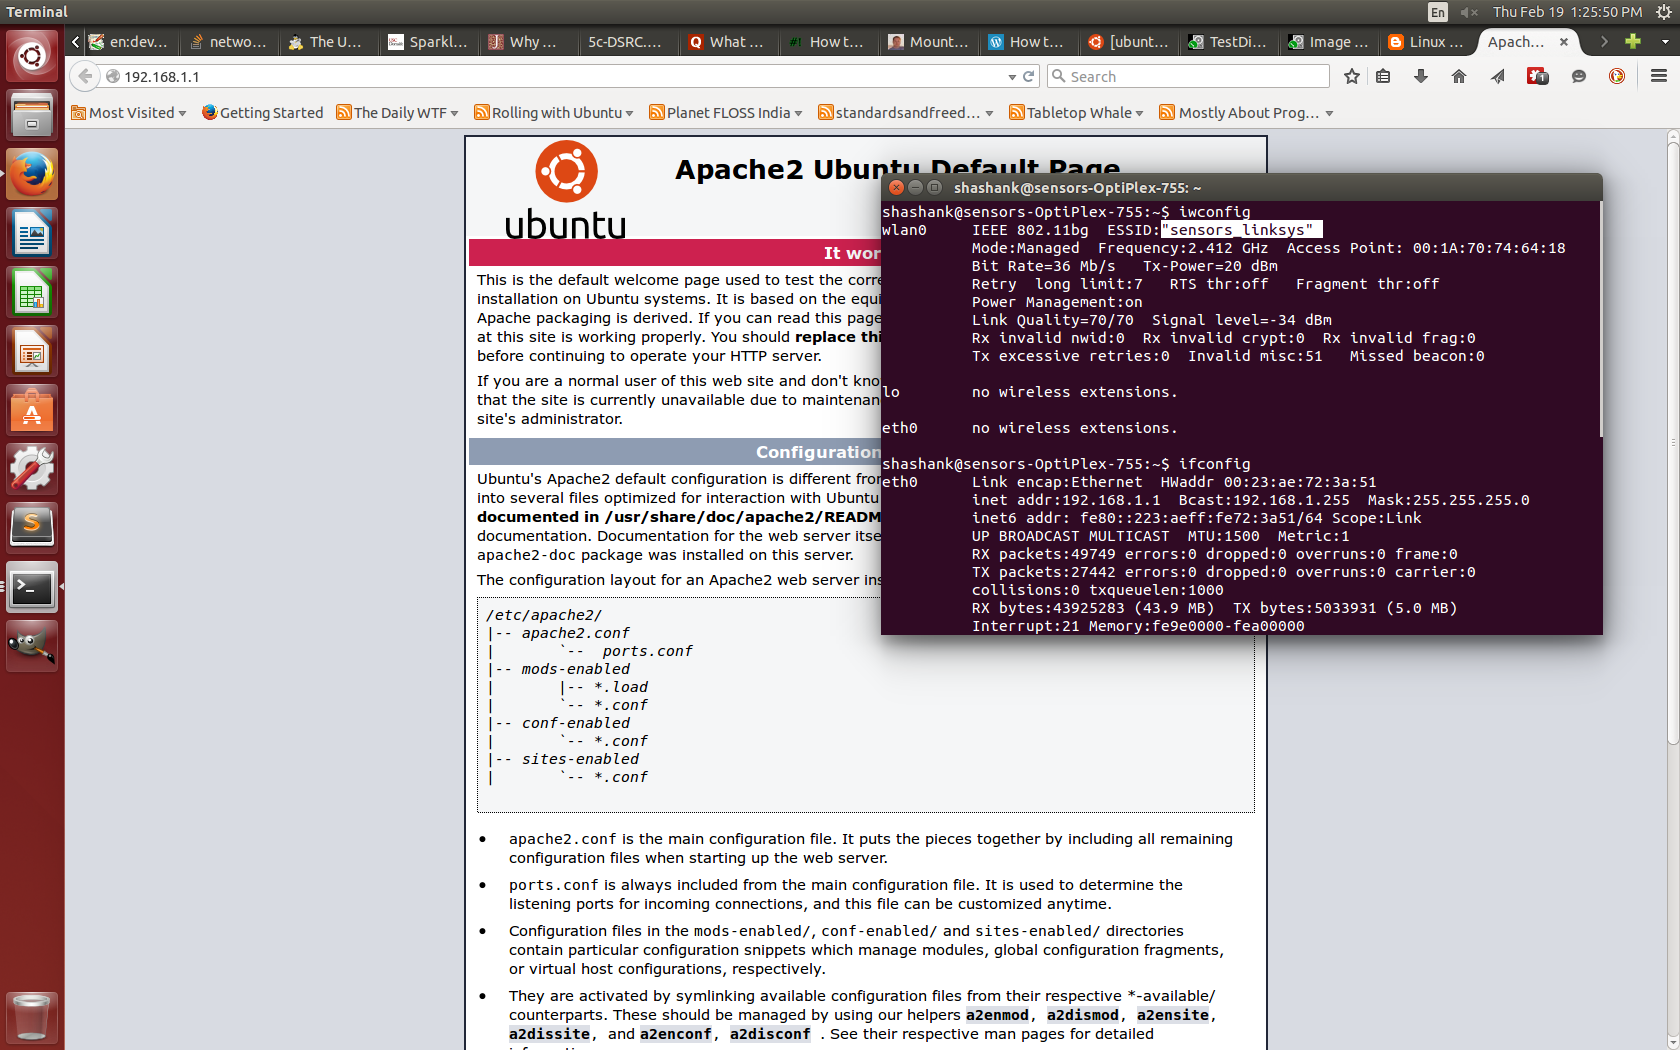 Terminal
En
Thu Feb 19 1:25:50 PM
en:dev...
netwo...
The U...
Sparkl...
Why ...
5c-DSRC....
What ...
How t...
Mount...
How t...
[ubunt...
TestDi...
Image ...
Linux ...
Apach...
192.168.1.1
Search
1
Most Visited
Getting Started
The Daily WTF
Rolling with Ubuntu
Planet FLOSS India
standardsandfreed...
Tabletop Whale
Mostly About Prog...
ubuntu
Apache2 Ubuntu Default Page
It wor
This is the default welcome page used to test the corre
installation on Ubuntu systems. It is based on the equi
Apache packaging is derived. If you can read this page
at this site is working properly. You should replace thi
before continuing to operate your HTTP server.
If you are a normal user of this web site and don't kno
that the site is currently unavailable due to maintenan
site's administrator.
Configuration
Ubuntu's Apache2 default configuration is different from
into several files optimized for interaction with Ubuntu
documented in /usr/share/doc/apache2/READM
documentation. Documentation for the web server itse
apache2-doc package was installed on this server.
The configuration layout for an Apache2 web server ins
/etc/apache2/
|-- apache2.conf
|       `--  ports.conf
|-- mods-enabled
|       |-- *.load
|       `-- *.conf
|-- conf-enabled
|       `-- *.conf
|-- sites-enabled
|       `-- *.conf
apache2.conf is the main configuration file. It puts the pieces together by including all remaining
configuration files when starting up the web server.
ports.conf is always included from the main configuration file. It is used to determine the
listening ports for incoming connections, and this file can be customized anytime.
Configuration files in the mods-enabled/, conf-enabled/ and sites-enabled/ directories
contain particular configuration snippets which manage modules, global configuration fragments,
or virtual host configurations, respectively.
They are activated by symlinking available configuration files from their respective *-available/
counterparts. These should be managed by using our helpers a2enmod, a2dismod, a2ensite,
a2dissite, and a2enconf, a2disconf . See their respective man pages for detailed
shashank@sensors-OptiPlex-755: ~
shashank@sensors-OptiPlex-755:~$ iwconfig
wlan0     IEEE 802.11bg  ESSID:"sensors_linksys"
Mode:Managed  Frequency:2.412 GHz  Access Point: 00:1A:70:74:64:18
Bit Rate=36 Mb/s   Tx-Power=20 dBm
Retry  long limit:7   RTS thr:off   Fragment thr:off
Power Management:on
Link Quality=70/70  Signal level=-34 dBm
Rx invalid nwid:0  Rx invalid crypt:0  Rx invalid frag:0
Tx excessive retries:0  Invalid misc:51   Missed beacon:0
lo        no wireless extensions.
eth0      no wireless extensions.
shashank@sensors-OptiPlex-755:~$ ifconfig
eth0      Link encap:Ethernet  HWaddr 00:23:ae:72:3a:51
inet addr:192.168.1.1  Bcast:192.168.1.255  Mask:255.255.255.0
inet6 addr: fe80::223:aeff:fe72:3a51/64 Scope:Link
UP BROADCAST MULTICAST  MTU:1500  Metric:1
RX packets:49749 errors:0 dropped:0 overruns:0 frame:0
TX packets:27442 errors:0 dropped:0 overruns:0 carrier:0
collisions:0 txqueuelen:1000
RX bytes:43925283 (43.9 MB)  TX bytes:5033931 (5.0 MB)
Interrupt:21 Memory:fe9e0000-fea00000